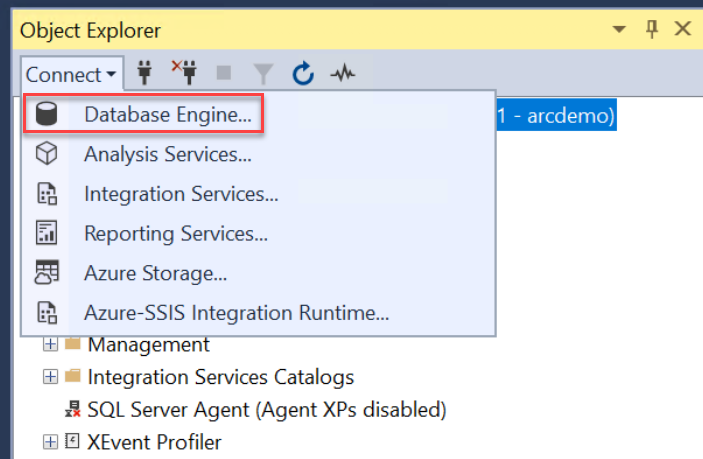 Object Explorer
Connect
Database Engine...
1 - arcdemo)
Analysis Services...
Integration Services...
Reporting Services...
Azure Storage...
Azure-SSIS Integration Runtime...
Management
Integration Services Catalogs
SQL Server Agent (Agent XPs disabled)
XEvent Profiler